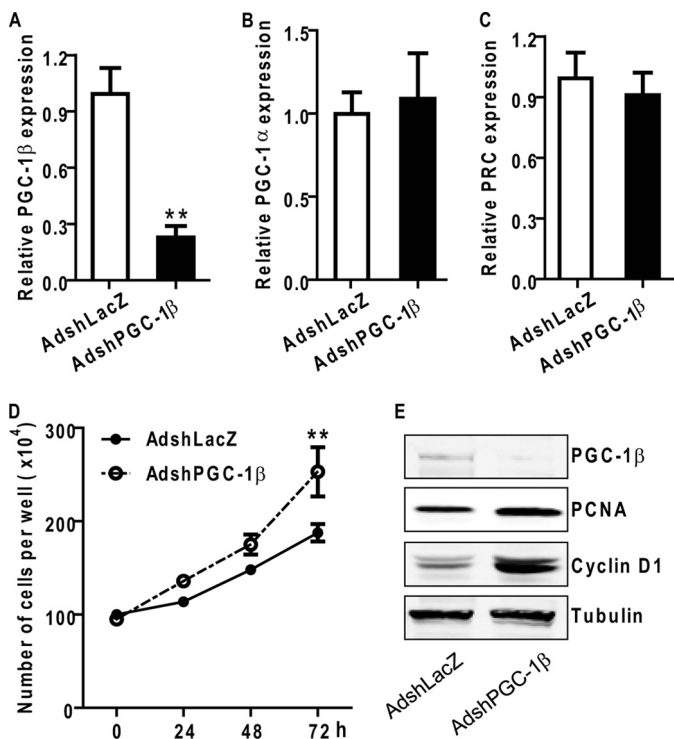 A
Relative PGC-1β expression
1.2
0.9
0.6
0.3
0.0
**
AdshLacZ
AdshPGC-1β
B
Relative PGC-1α expression
1.5
1.0
0.5
0.0
AdshLacZ
AdshPGC-1β
C
Relative PRC expression
1.2
0.9
0.6
0.3
0.0
AdshLacZ
AdshPGC-1β
D
Number of cells per well (x10⁴)
300
200
100
0
AdshLacZ
AdshPGC-1β
**
0
24
48
72 h
E
PGC-1β
PCNA
Cyclin D1
Tubulin
AdshLacZ
AdshPGC-1β